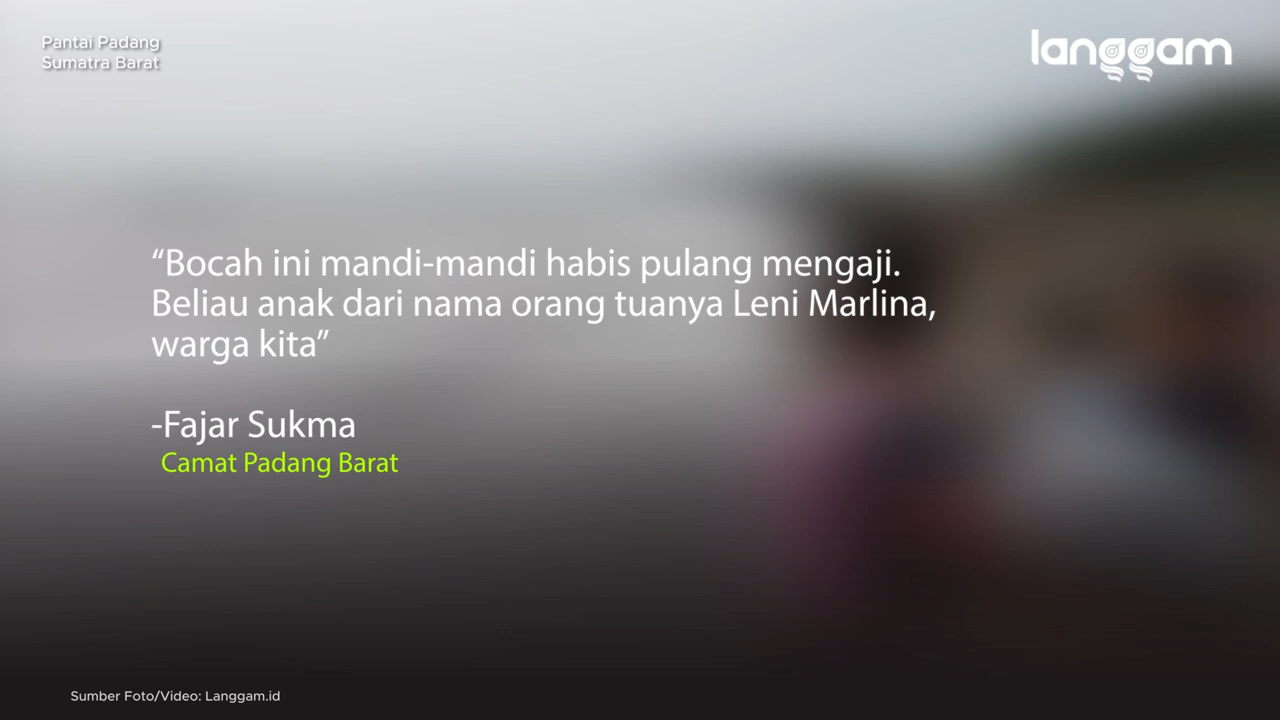 Pantai Padang
Sumatra Barat
langgam
“Bocah ini mandi-mandi habis pulang mengaji.
Beliau anak dari nama orang tuanya Leni Marlina,
warga kita”
-Fajar Sukma
Camat Padang Barat
Sumber Foto/Video: Langgam.id